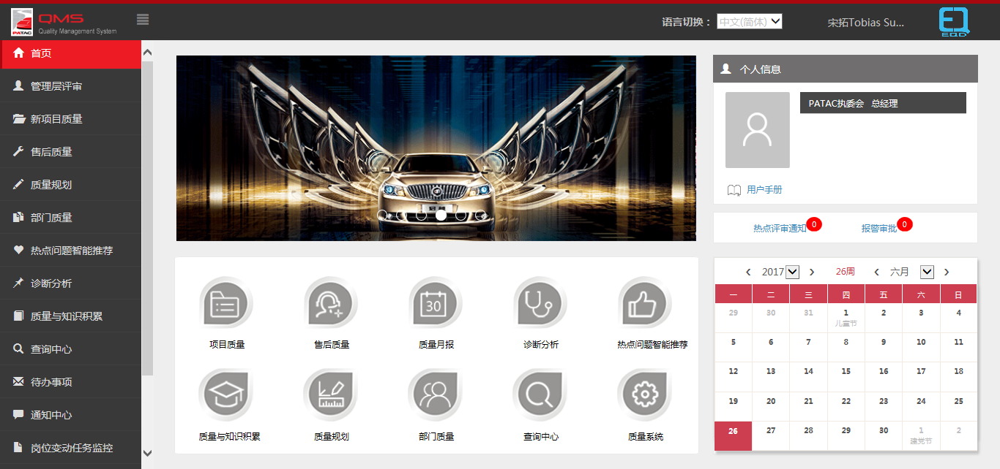 QMS
Quality Management System
PATAC
语言切换： 中文(简体)
宋拓Tobias Su...
EQD
首页
管理层评审
新项目质量
售后质量
质量规划
部门质量
热点问题智能推荐
诊断分析
质量与知识积累
查询中心
待办事项
通知中心
岗位变动任务监控
个人信息
PATAC执委会 总经理
用户手册
热点评审通知 0 报警审批 0
30
项目质量 售后质量 质量月报 诊断分析 热点问题智能推荐
质量与知识积累 质量规划 部门质量 查询中心 质量系统
2017 26周 六月
一 二 三 四 五 六 日
29 30 31 1 2 3 4
儿童节
5 6 7 8 9 10 11
12 13 14 15 16 17 18
19 20 21 22 23 24 25
26 27 28 29 30 1 2
建党节